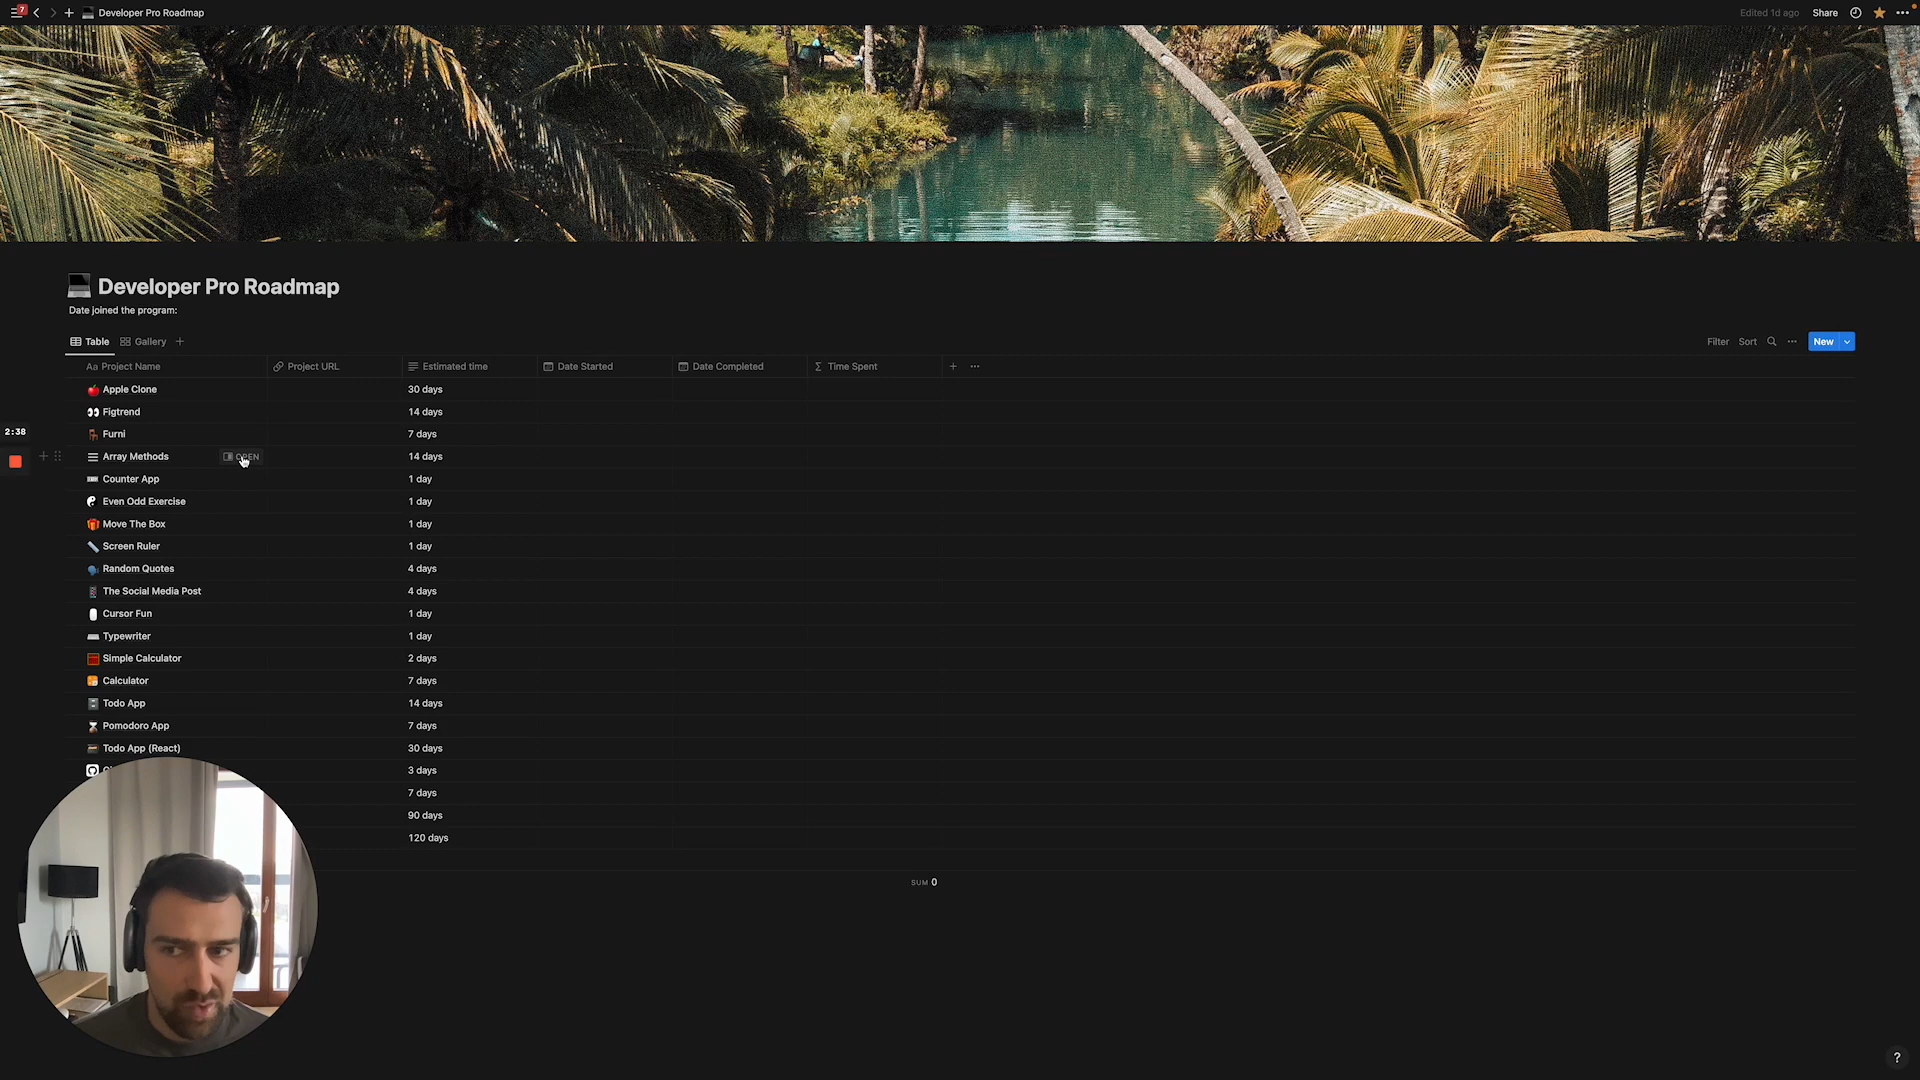 7 Developer Pro Roadmap Edited 1d ago Share
Developer Pro Roadmap
Date joined the program:
Table Gallery Filter Sort New
Aa Project Name Project URL Estimated time Date Started Date Completed Time Spent
Apple Clone 30 days
Figtrend 14 days
2:38
Furni 7 days
Array Methods OPEN 14 days
Counter App 1 day
Even Odd Exercise 1 day
Move The Box 1 day
Screen Ruler 1 day
Random Quotes 4 days
The Social Media Post 4 days
Cursor Fun 1 day
Typewriter 1 day
Simple Calculator 2 days
Calculator 7 days
Todo App 14 days
Pomodoro App 7 days
Todo App (React) 30 days
3 days
7 days
90 days
120 days
SUM 0
?